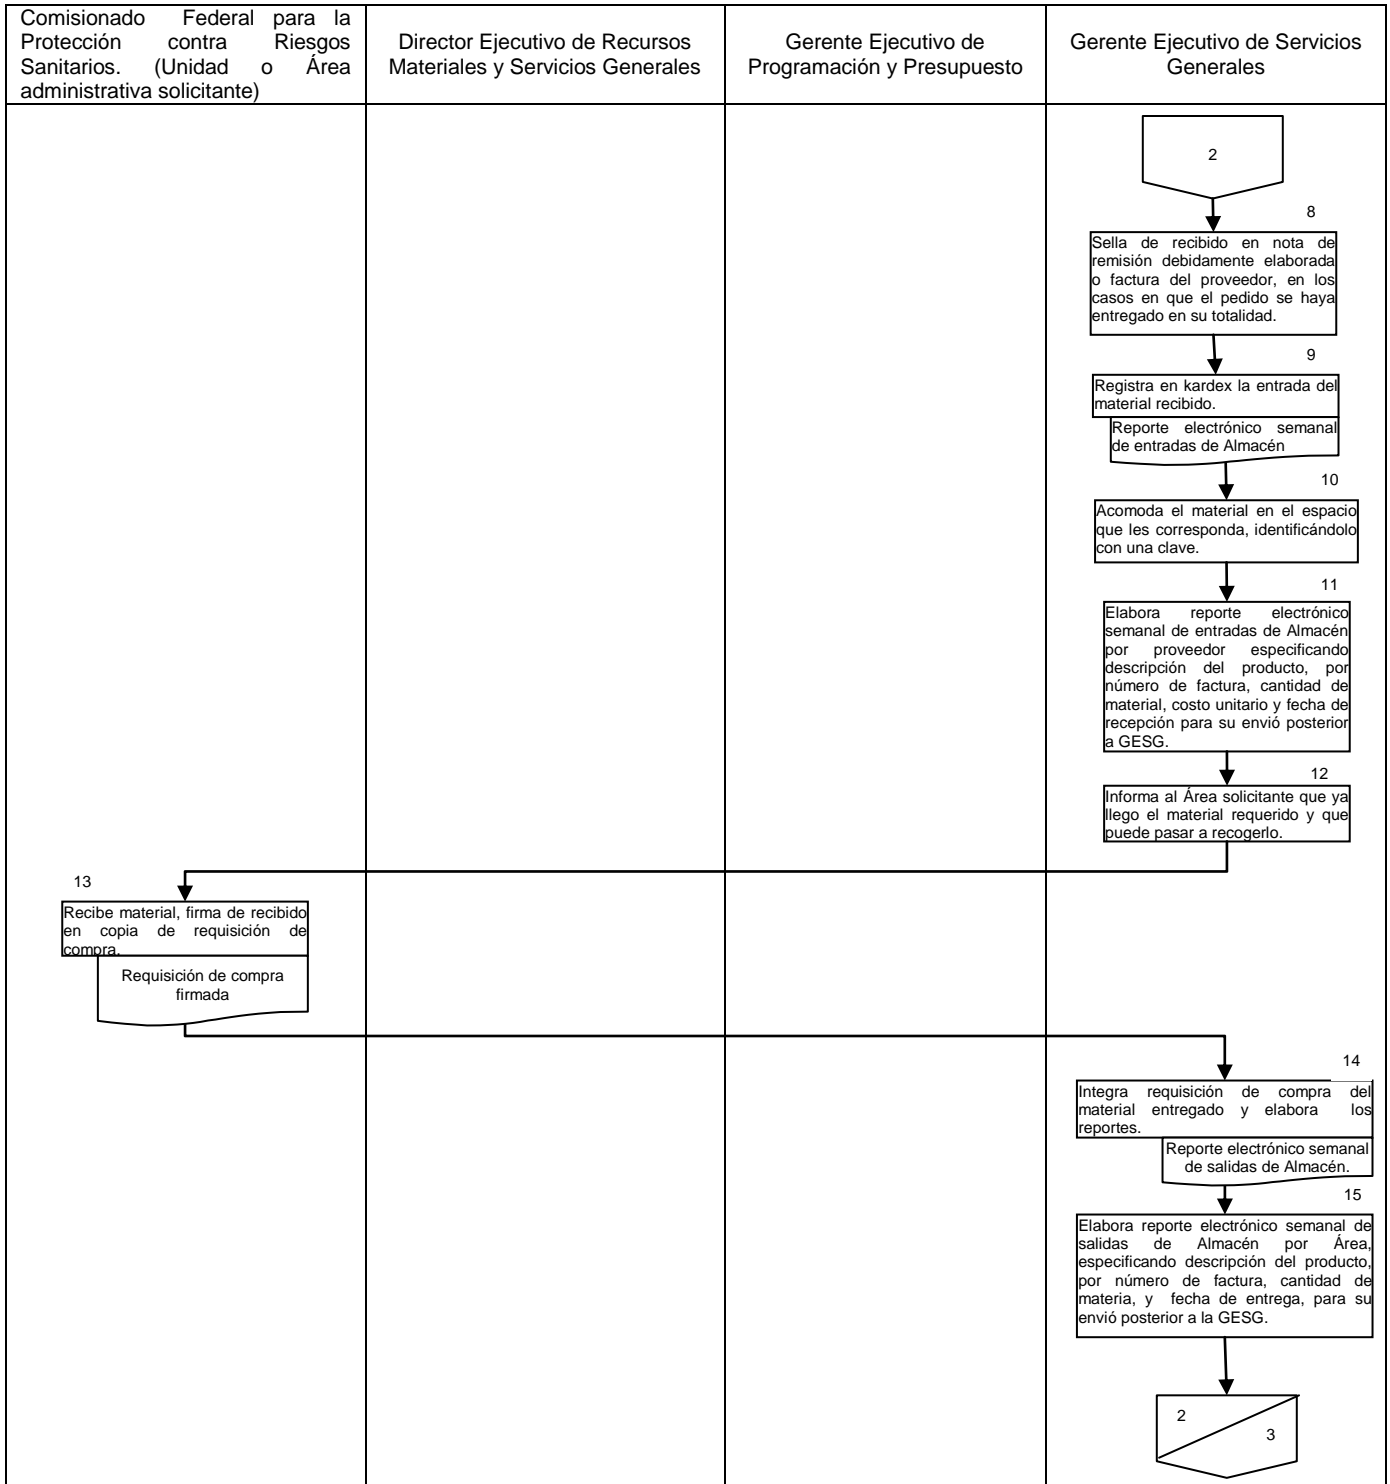 Comisionado Federal para la
Protección contra Riesgos
Sanitarios. (Unidad o Área
administrativa solicitante)
Director Ejecutivo de Recursos
Materiales y Servicios Generales
Gerente Ejecutivo de
Programación y Presupuesto
Gerente Ejecutivo de Servicios
Generales
2
8
Sella de recibido en nota de
remisión debidamente elaborada
o factura del proveedor, en los
casos en que el pedido se haya
entregado en su totalidad.
9
Registra en kardex la entrada del
material recibido.
Reporte electrónico semanal
de entradas de Almacén
10
Acomoda el material en el espacio
que les corresponda, identificándolo
con una clave.
11
Elabora reporte electrónico
semanal de entradas de Almacén
por proveedor especificando
descripción del producto, por
número de factura, cantidad de
material, costo unitario y fecha de
recepción para su envió posterior
a GESG.
12
Informa al Área solicitante que ya
llego el material requerido y que
puede pasar a recogerlo.
13
Recibe material, firma de recibido
en copia de requisición de
compra.
Requisición de compra
firmada
14
Integra requisición de compra del
material entregado y elabora los
reportes.
Reporte electrónico semanal
de salidas de Almacén.
15
Elabora reporte electrónico semanal de
salidas de Almacén por Área,
especificando descripción del producto,
por número de factura, cantidad de
materia, y fecha de entrega, para su
envió posterior a la GESG.
2
3